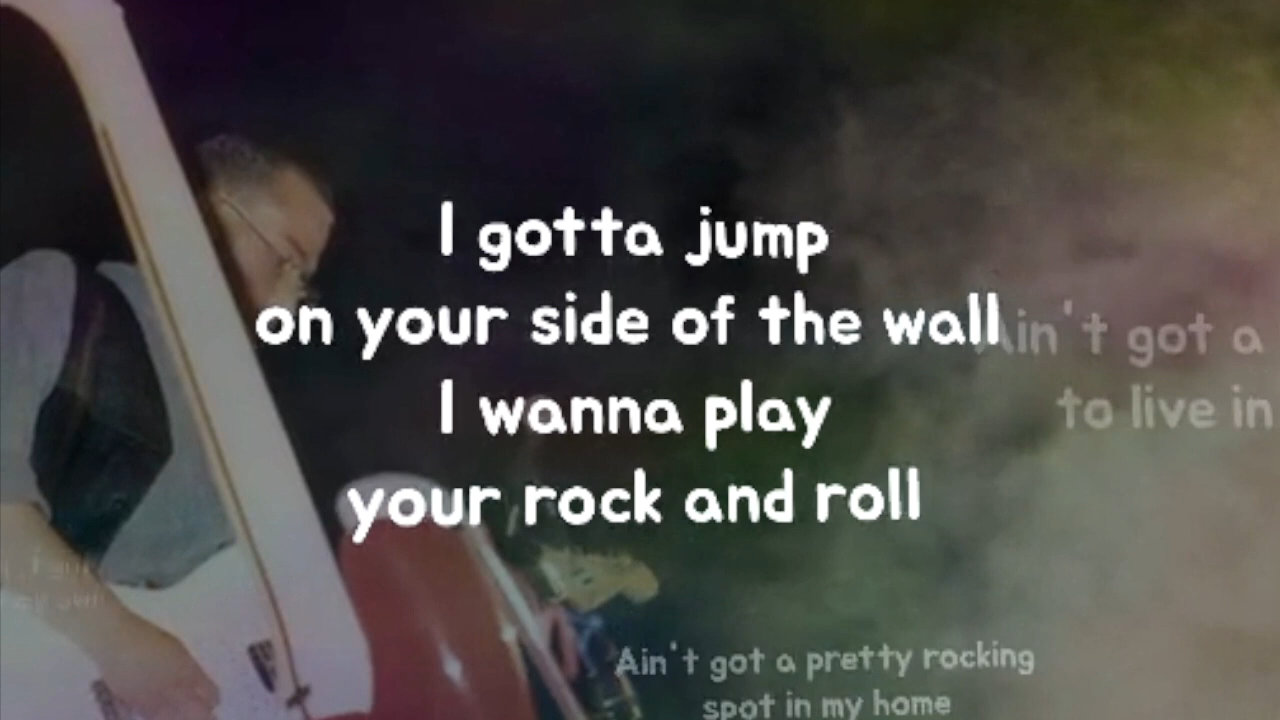 I gotta jump
on your side of the wall
I wanna play
your rock and roll
Ain't got a
to live in
Ain't got a pretty rocking
spot in my home